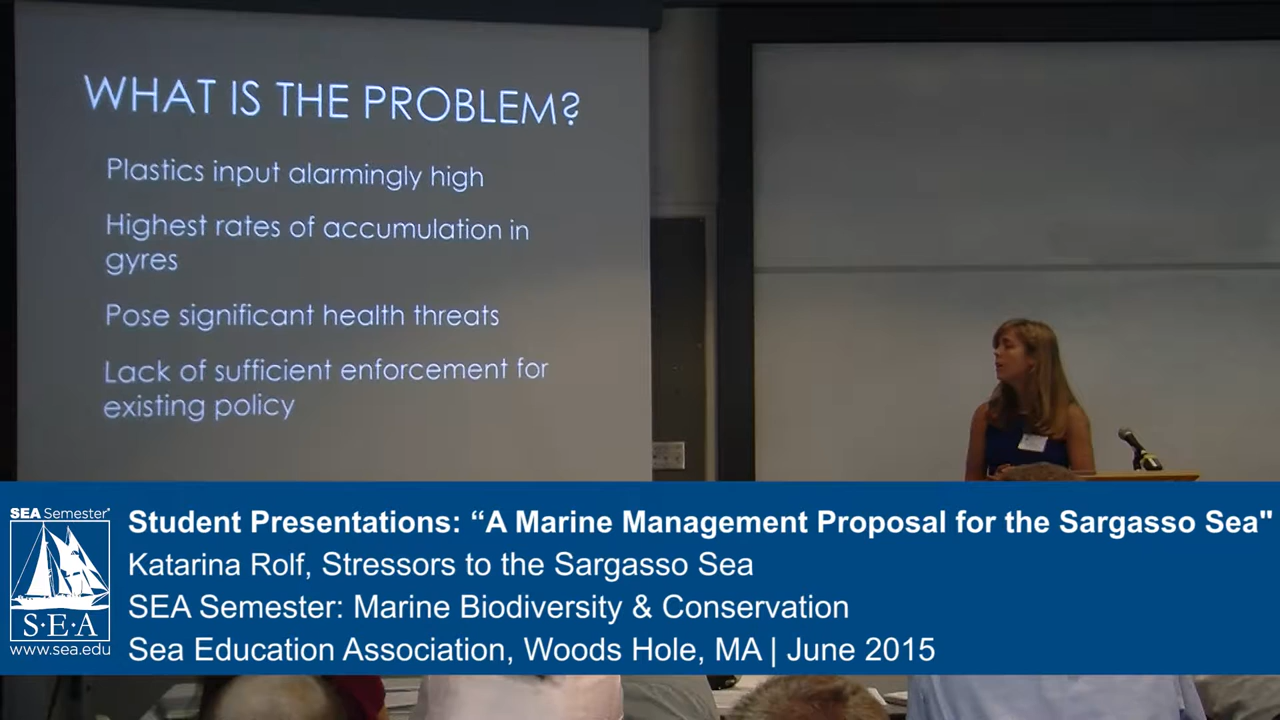 WHAT IS THE PROBLEM?
Plastics input alarmingly high
Highest rates of accumulation in
gyres
Pose significant health threats
Lack of sufficient enforcement for
existing policy
SEA Semester®
S·E·A
www.sea.edu
Student Presentations: “A Marine Management Proposal for the Sargasso Sea"
Katarina Rolf, Stressors to the Sargasso Sea
SEA Semester: Marine Biodiversity & Conservation
Sea Education Association, Woods Hole, MA | June 2015